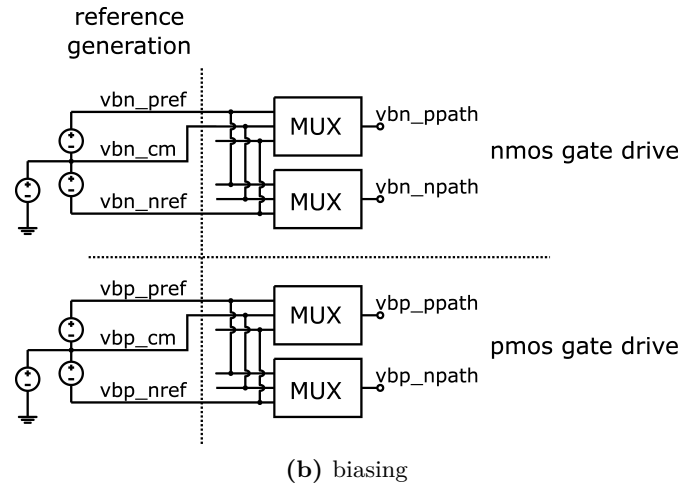 reference
generation
vbn_pref
vbn_cm
vbn_nref
MUX
MUX
vbn_ppath
vbn_npath
nmos gate drive
vbp_pref
vbp_cm
vbp_nref
MUX
MUX
vbp_ppath
vbp_npath
pmos gate drive
(b) biasing